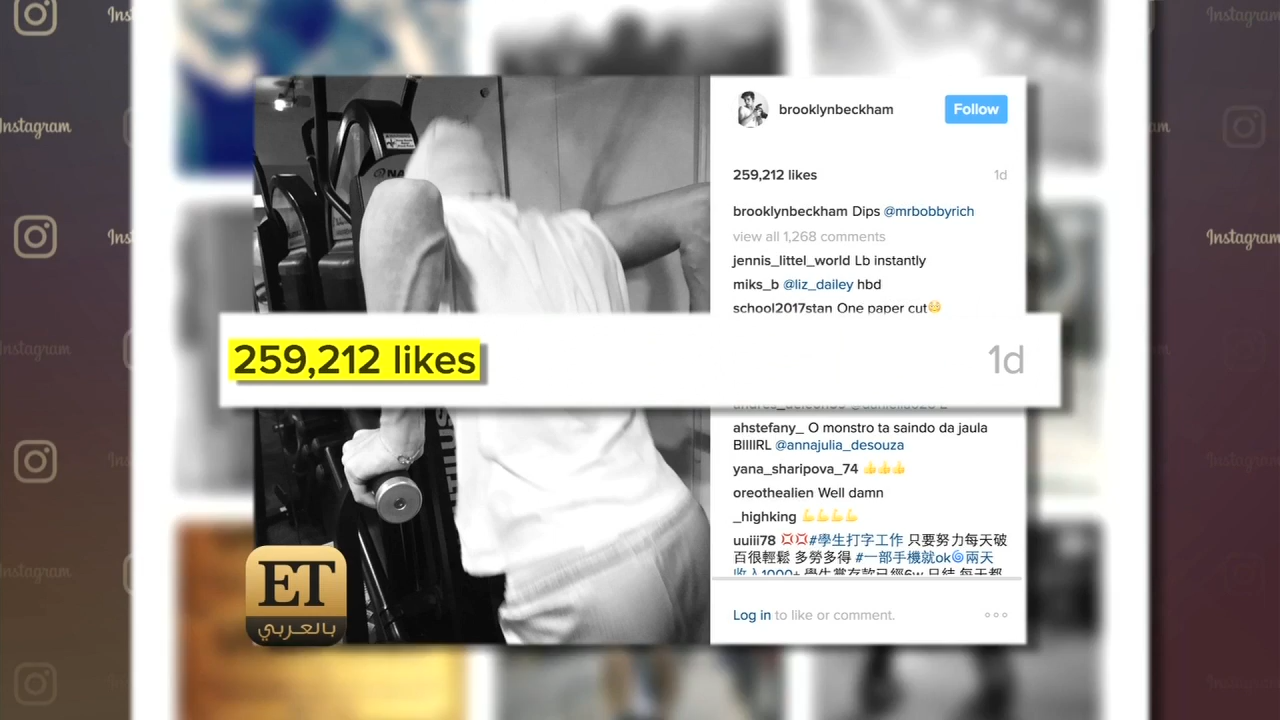 Instagram
brooklynbeckham
Follow
259,212 likes
1d
brooklynbeckham Dips @mrbobbyrich
view all 1,268 comments
jennis_littel_world Lb instantly
miks_b @liz_dailey hbd
school2017stan One paper cut😳
259,212 likes
1d
ahstefany_ O monstro ta saindo da jaula
BIIIIRL @annajulia_desouza
yana_sharipova_74 👍👍👍
oreothealien Well damn
_highking 💪💪💪💪
uuiii78 💢💢#學生打字工作 只要努力每天破
百很輕鬆 多勞多得 #一部手機就ok🌀兩天
Log in to like or comment.
ET
بالعربي
Instagram
Instagram